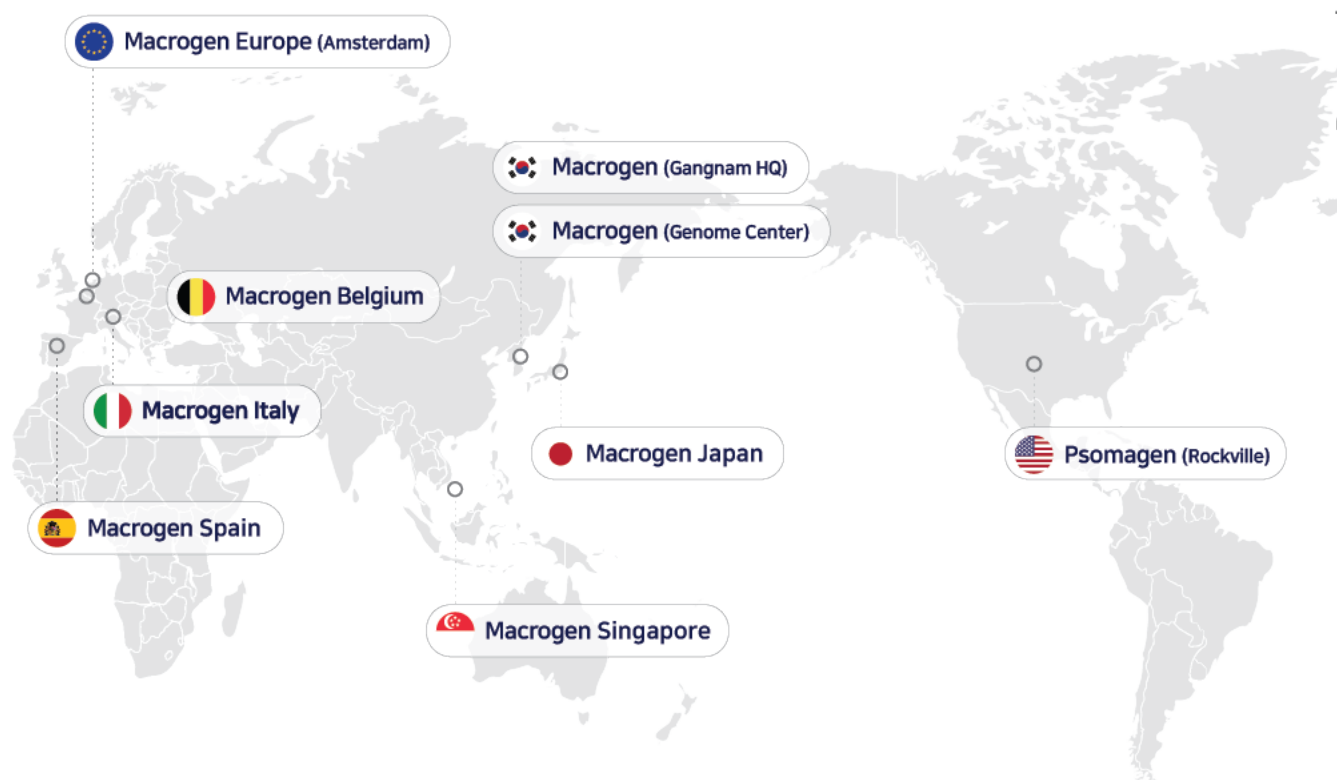 Macrogen Europe (Amsterdam)
Macrogen (Gangnam HQ)
Macrogen (Genome Center)
Macrogen Belgium
Macrogen Italy
Macrogen Japan
Psomagen (Rockville)
Macrogen Spain
Macrogen Singapore